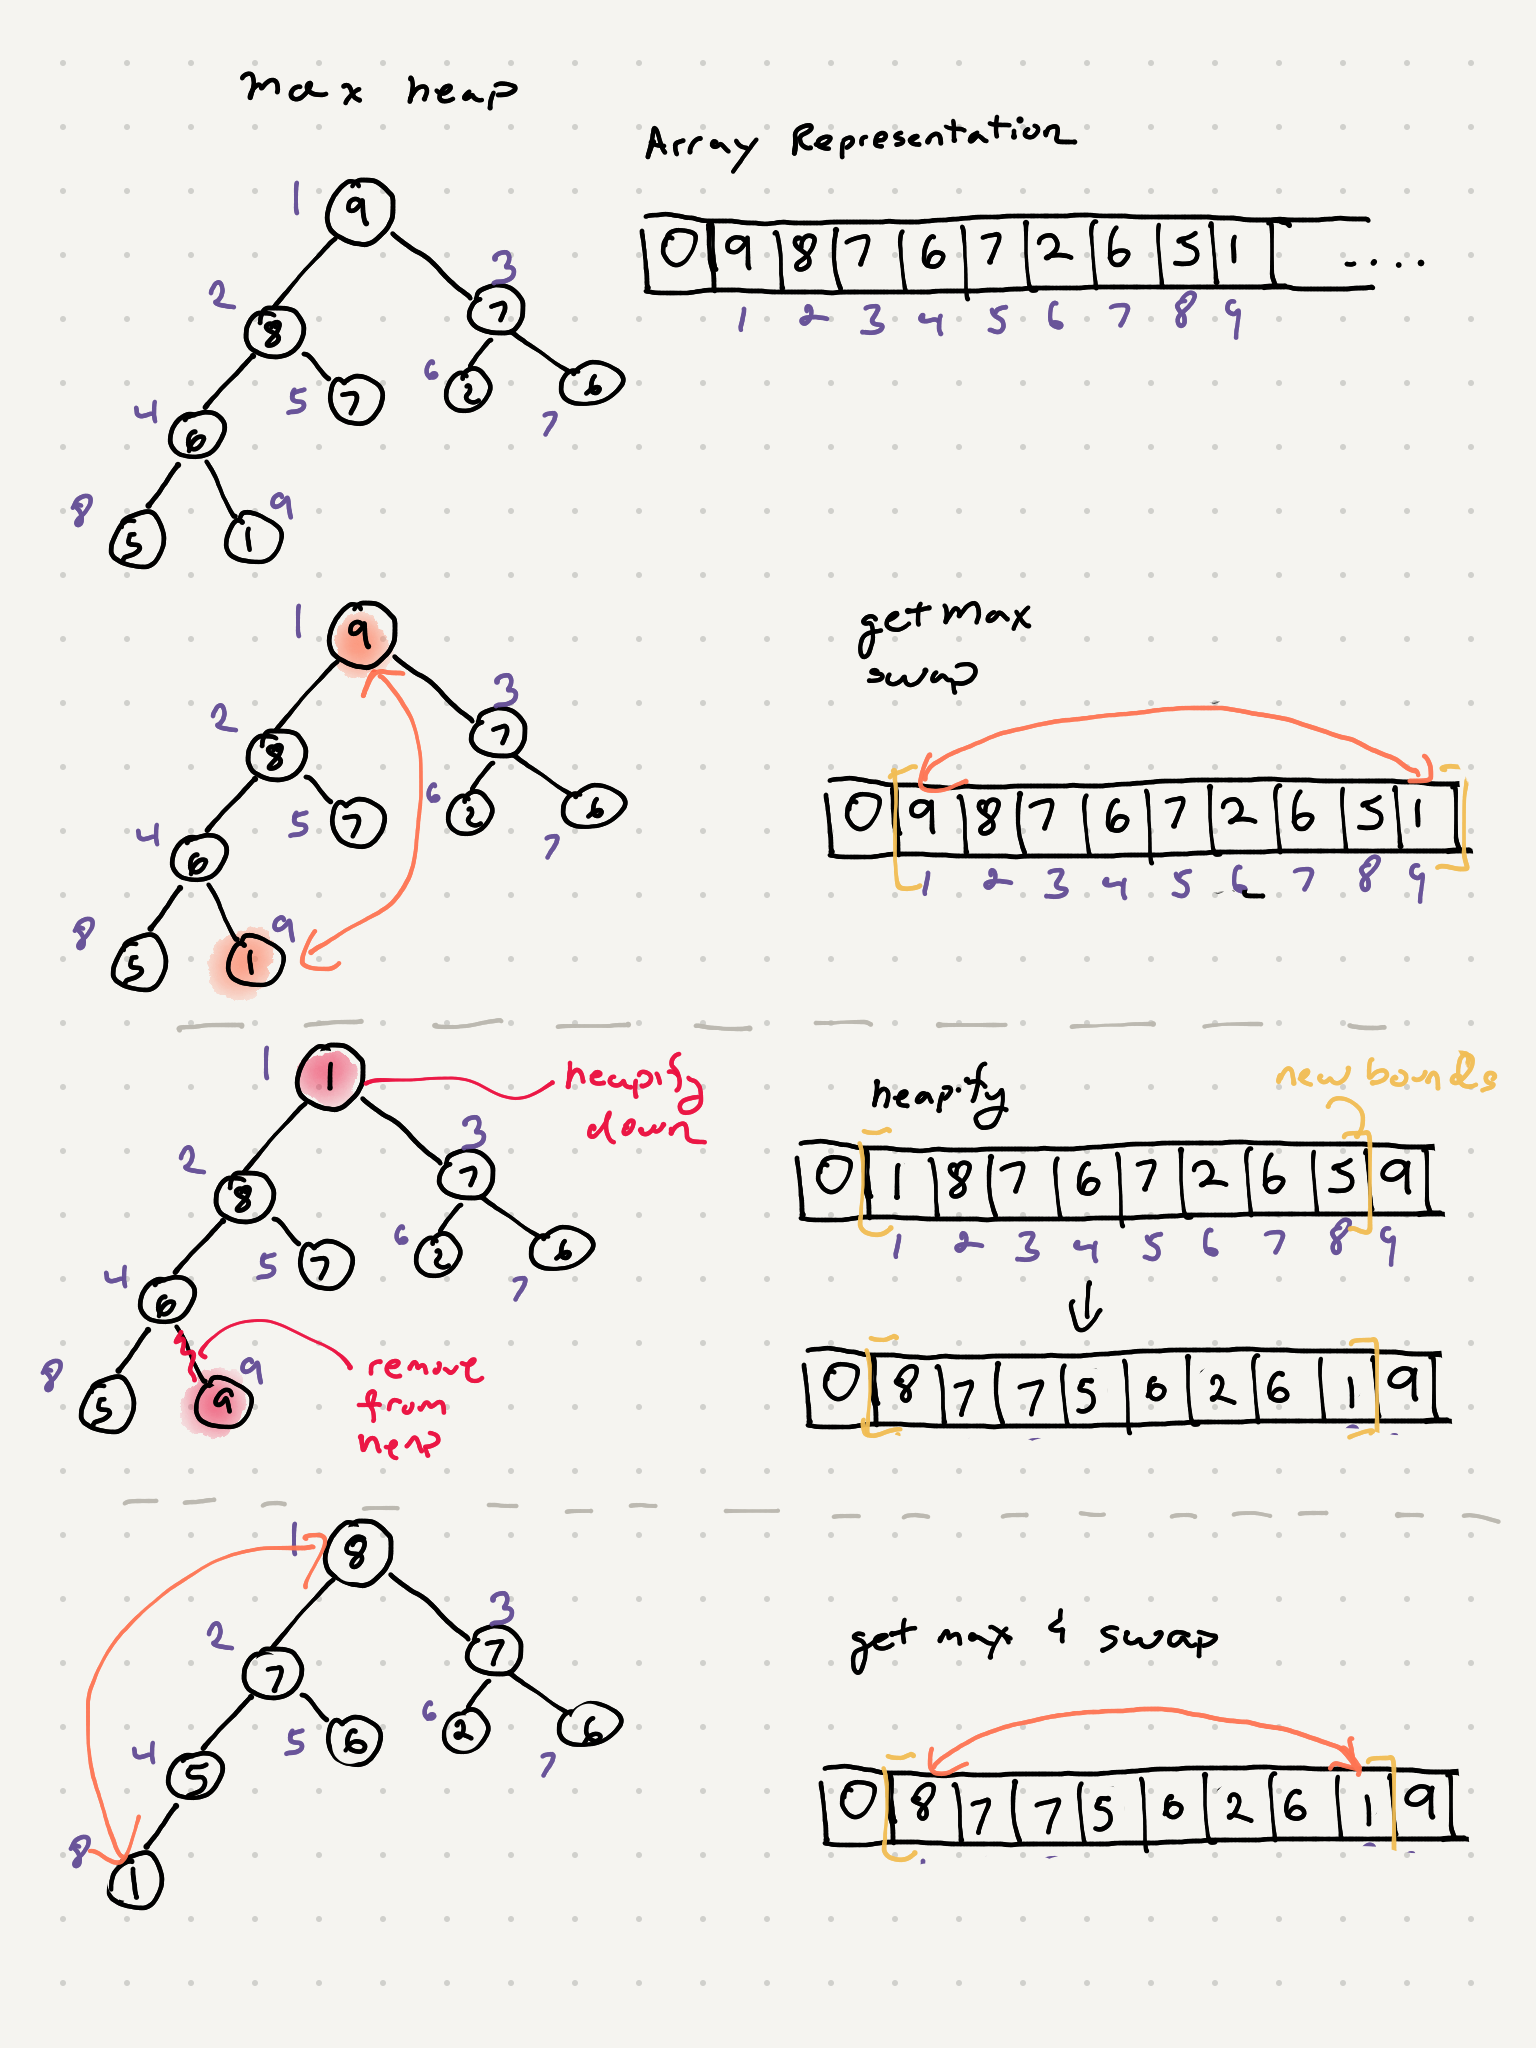 max heap
Array Representation
1 9
0 9 8 7 6 7 2 6 5 1 ....
1 2 3 4 5 6 7 8 9
2 8 3 7
4 6 5 7 6 2 7 6
8 5 9 1
get max
swap
1 9
2 8 3 7
0 9 8 7 6 7 2 6 5 1
1 2 3 4 5 6 7 8 9
4 6 5 7 6 2 7 6
8 5 9 1
1 1
heapify
down
heapify
new bounds
0 1 8 7 6 7 2 6 5 9
1 2 3 4 5 6 7 8 9
2 8 3 7
4 6 5 7 6 2 7 6
8 5 9 9
remove
from
heap
0 8 7 7 5 6 2 6 1 9
1 8
2 7 3 7
4 5 5 6 6 2 7 6
8 1
get max & swap
0 8 7 7 5 6 2 6 1 9